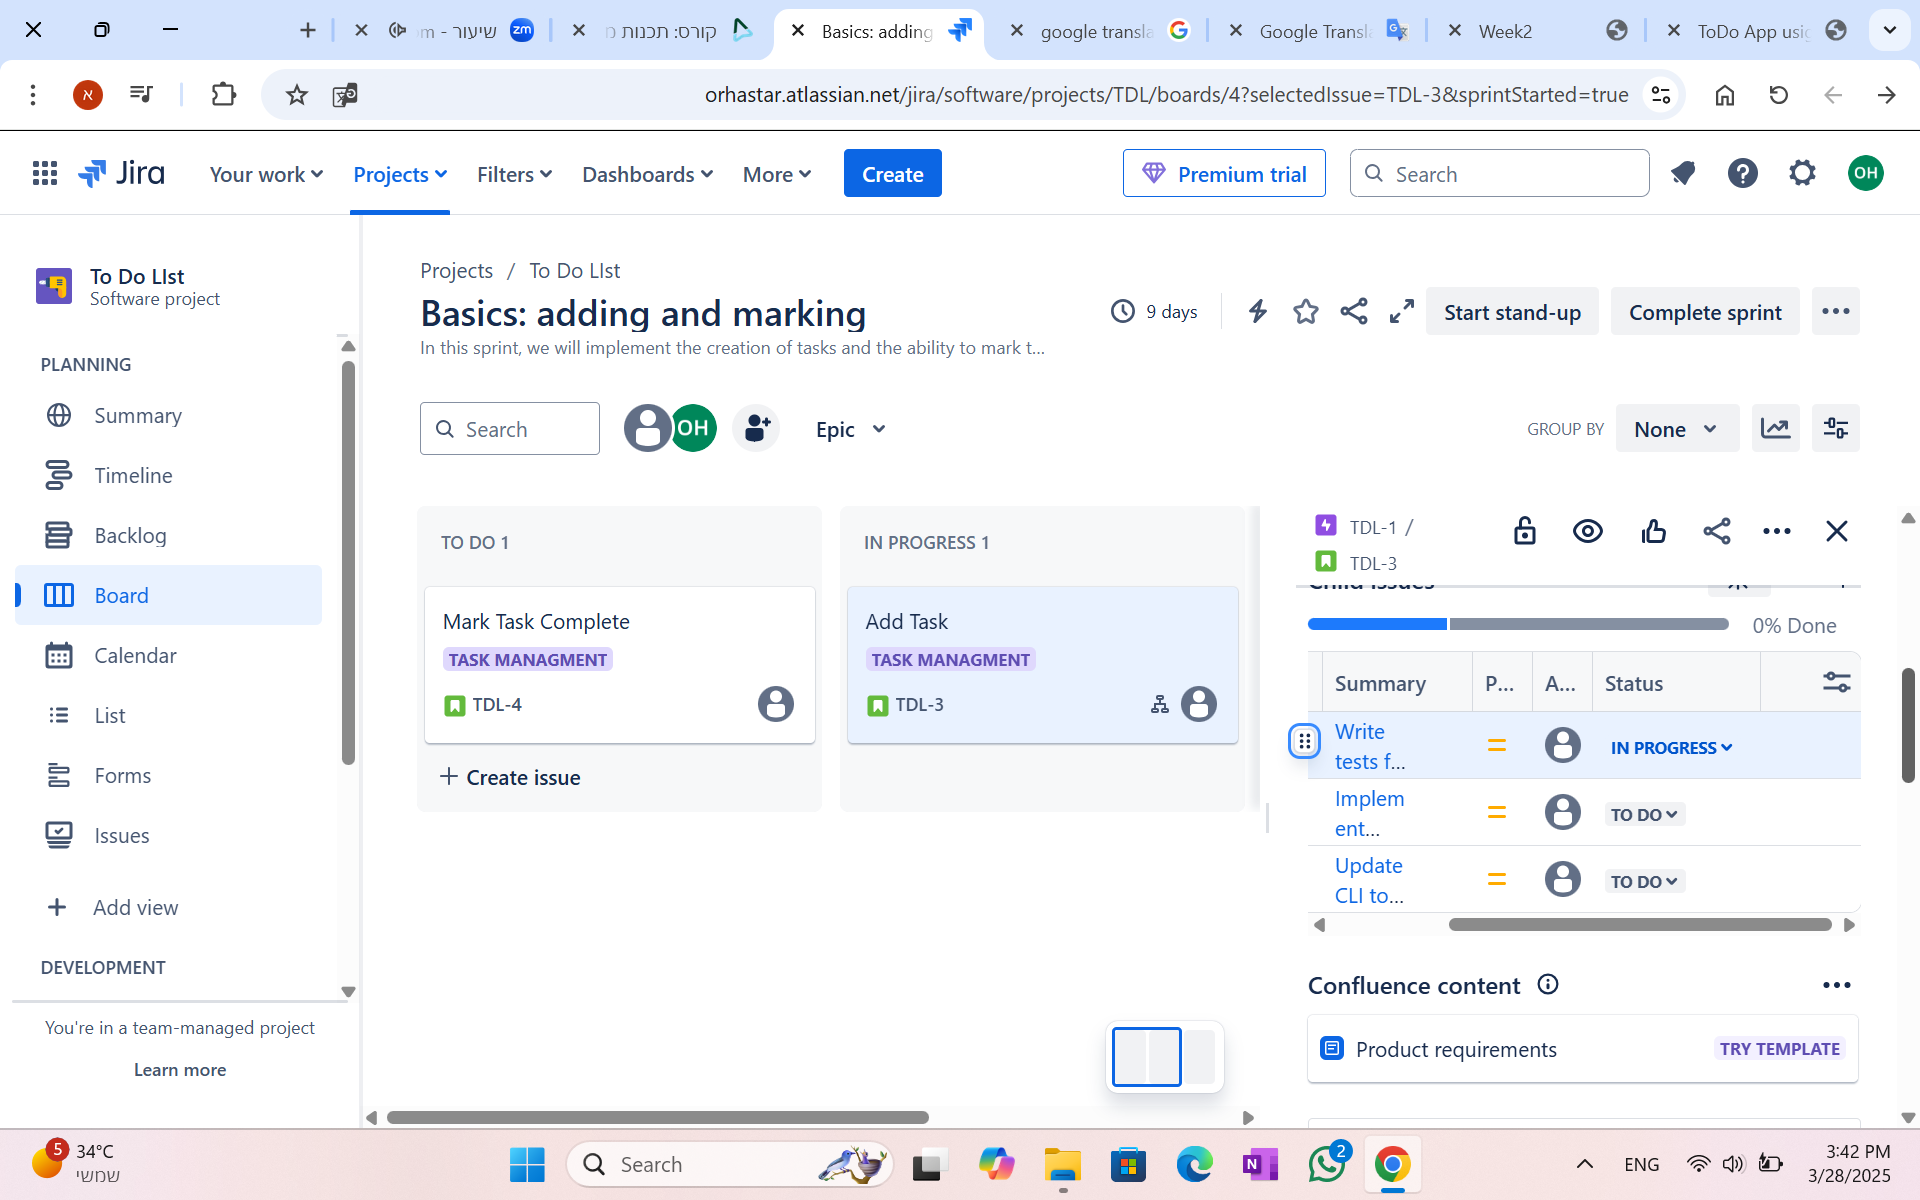 שיעור - zm
קורס: תכנות מ
Basics: adding
google transla
Google Transla
Week2
ToDo App usi
א
orhastar.atlassian.net/jira/software/projects/TDL/boards/4?selectedIssue=TDL-3&sprintStarted=true
Jira
Your work
Projects
Filters
Dashboards
More
Create
Premium trial
Search
OH
To Do LIst
Software project
PLANNING
Summary
Timeline
Backlog
Board
Calendar
List
Forms
Issues
Add view
DEVELOPMENT
You're in a team-managed project
Learn more
Projects / To Do LIst
Basics: adding and marking
In this sprint, we will implement the creation of tasks and the ability to mark t...
9 days
Start stand-up
Complete sprint
Search
OH
Epic
GROUP BY
None
TO DO 1
Mark Task Complete
TASK MANAGMENT
TDL-4
+ Create issue
IN PROGRESS 1
Add Task
TASK MANAGMENT
TDL-3
TDL-1 /
TDL-3
Child issues
0% Done
Summary P... A... Status
Write
tests f...
IN PROGRESS
Implem
ent...
TO DO
Update
CLI to...
TO DO
Confluence content
Product requirements
TRY TEMPLATE
5
34°C
שמשי
Search
2
ENG
3:42 PM
3/28/2025